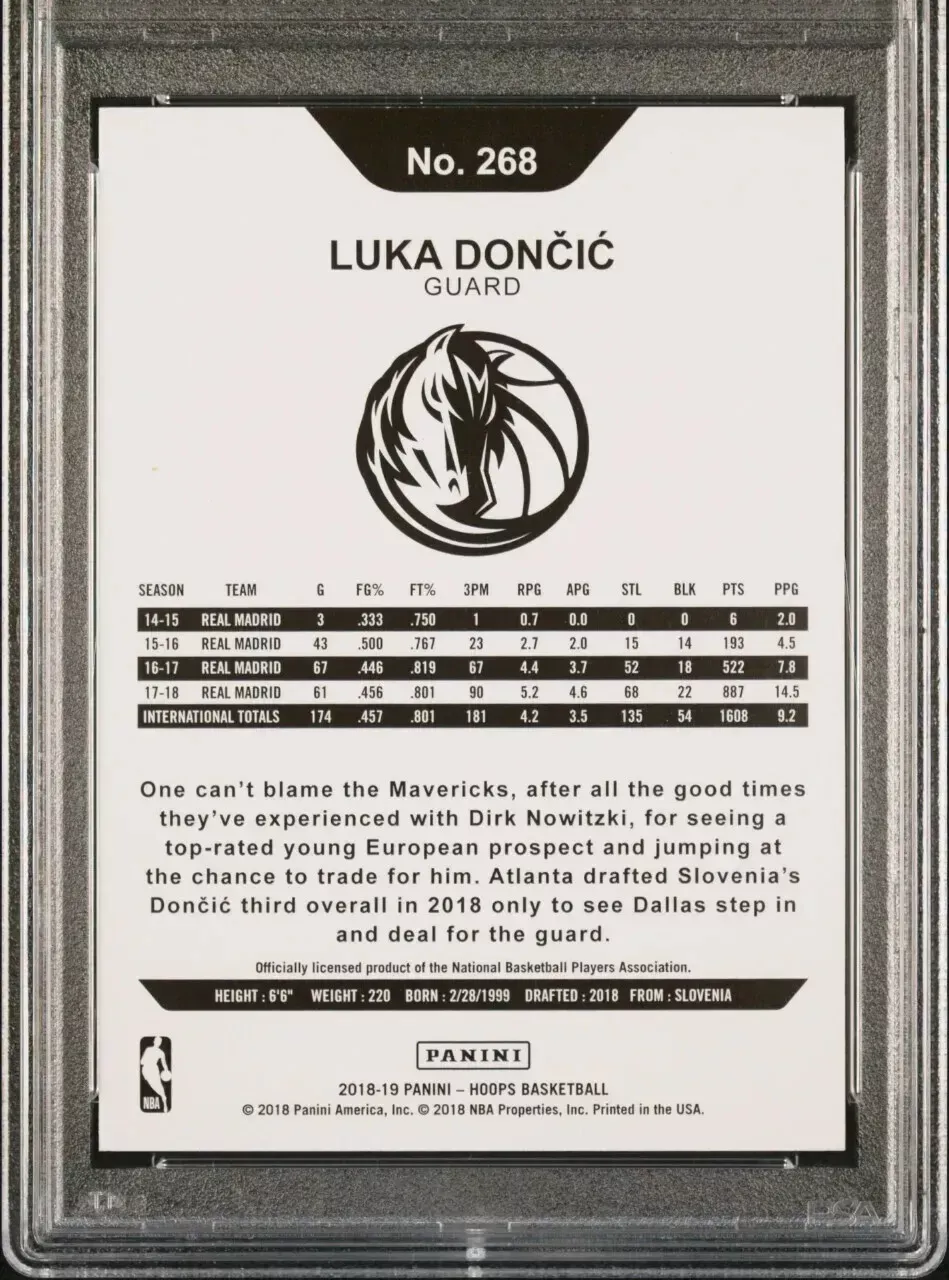 No. 268
LUKA DONČIĆ
GUARD
SEASON TEAM G FG% FT% 3PM RPG APG STL BLK PTS PPG
14-15 REAL MADRID 3 .333 .750 1 0.7 0.0 0 0 6 2.0
15-16 REAL MADRID 43 .500 .767 23 2.7 2.0 15 14 193 4.5
16-17 REAL MADRID 67 .446 .819 67 4.4 3.7 52 18 522 7.8
17-18 REAL MADRID 61 .456 .801 90 5.2 4.6 68 22 887 14.5
INTERNATIONAL TOTALS 174 .457 .801 181 4.2 3.5 135 54 1608 9.2
One can't blame the Mavericks, after all the good times
they've experienced with Dirk Nowitzki, for seeing a
top-rated young European prospect and jumping at
the chance to trade for him. Atlanta drafted Slovenia's
Dončić third overall in 2018 only to see Dallas step in
and deal for the guard.
Officially licensed product of the National Basketball Players Association.
HEIGHT : 6'6" WEIGHT : 220 BORN : 2/28/1999 DRAFTED : 2018 FROM : SLOVENIA
PANINI
2018-19 PANINI – HOOPS BASKETBALL
© 2018 Panini America, Inc. © 2018 NBA Properties, Inc. Printed in the USA.
NBA
PSA